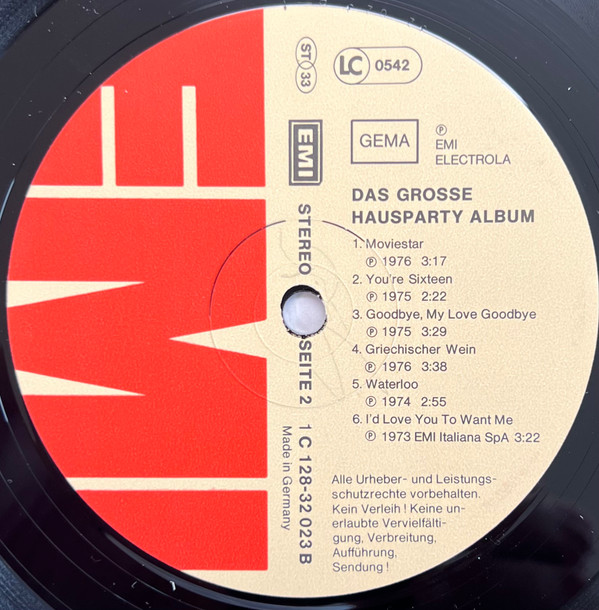 EMI
ST 33
LC 0542
EMI
GEMA
℗
EMI
ELECTROLA
DAS GROSSE
HAUSPARTY ALBUM
1. Moviestar
℗ 1976 3:17
2. You're Sixteen
℗ 1975 2:22
3. Goodbye, My Love Goodbye
℗ 1975 3:29
4. Griechischer Wein
℗ 1976 3:38
5. Waterloo
℗ 1974 2:55
6. I'd Love You To Want Me
℗ 1973 EMI Italiana SpA 3:22
STEREO SEITE 2 1 C 128-32 023 B
Made in Germany
Alle Urheber- und Leistungs-
schutzrechte vorbehalten.
Kein Verleih! Keine un-
erlaubte Vervielfälti-
gung, Verbreitung,
Aufführung,
Sendung!